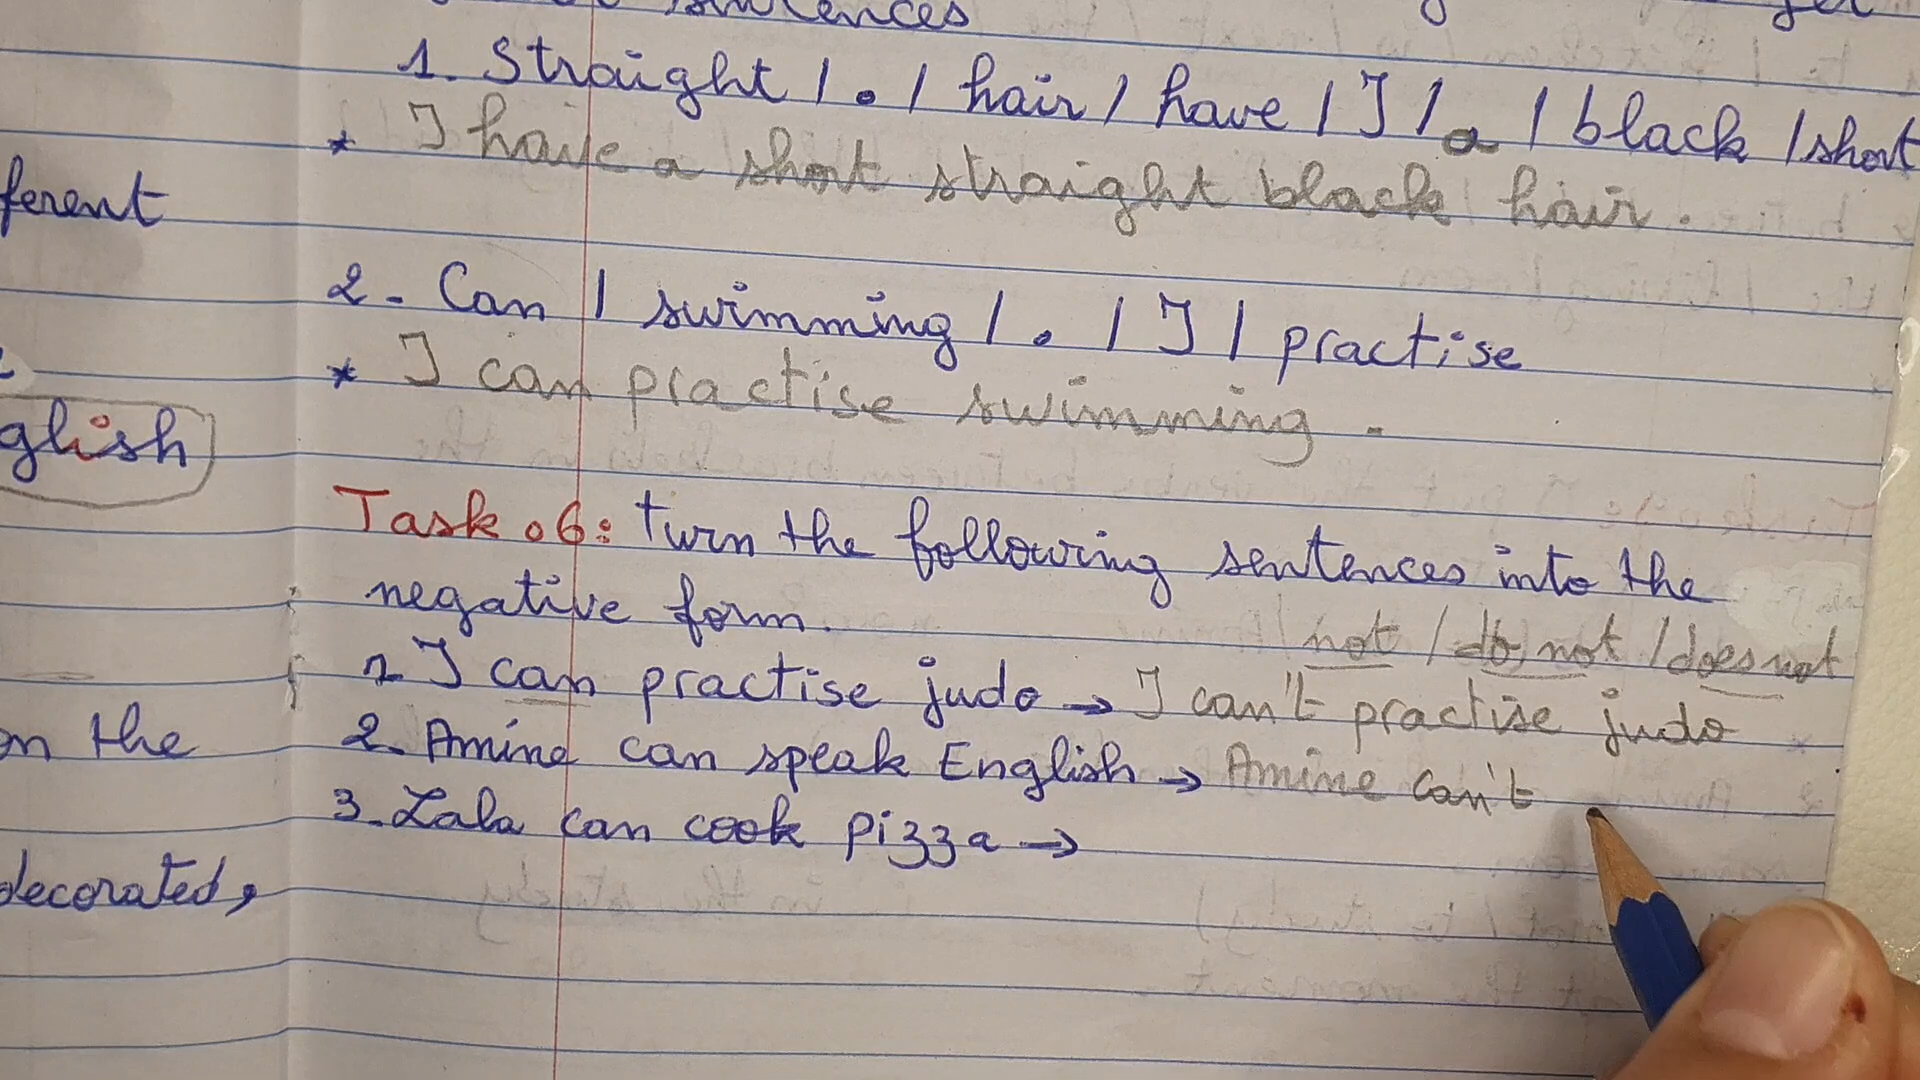 sentences
1. Straight / . / hair / have / I / a / black / short
* I have a short straight black hair.
ferent
2 - Can / swimming / . / I / practise
* I can practise swimming.
glish
Task 06: Turn the following sentences into the
negative form.
not / do not / does not
1. I can practise judo → I can't practise judo
on the
2. Amine can speak English → Amine can't
3. Lala can cook pizza →
decorated,